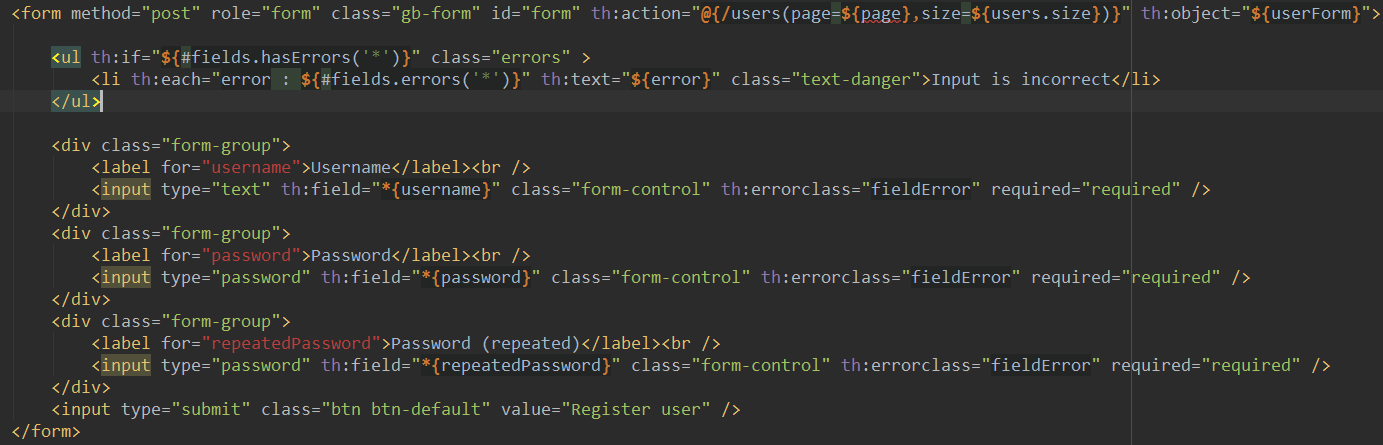 <form method="post" role="form" class="gb-form" id="form" th:action="@{/users(page=${page},size=${users.size})}" th:object="${userForm}">
<ul th:if="${#fields.hasErrors('*')}" class="errors" >
<li th:each="error : ${#fields.errors('*')}" th:text="${error}" class="text-danger">Input is incorrect</li>
</ul>
<div class="form-group">
<label for="username">Username</label><br />
<input type="text" th:field="*{username}" class="form-control" th:errorclass="fieldError" required="required" />
</div>
<div class="form-group">
<label for="password">Password</label><br />
<input type="password" th:field="*{password}" class="form-control" th:errorclass="fieldError" required="required" />
</div>
<div class="form-group">
<label for="repeatedPassword">Password (repeated)</label><br />
<input type="password" th:field="*{repeatedPassword}" class="form-control" th:errorclass="fieldError" required="required" />
</div>
<input type="submit" class="btn btn-default" value="Register user" />
</form>